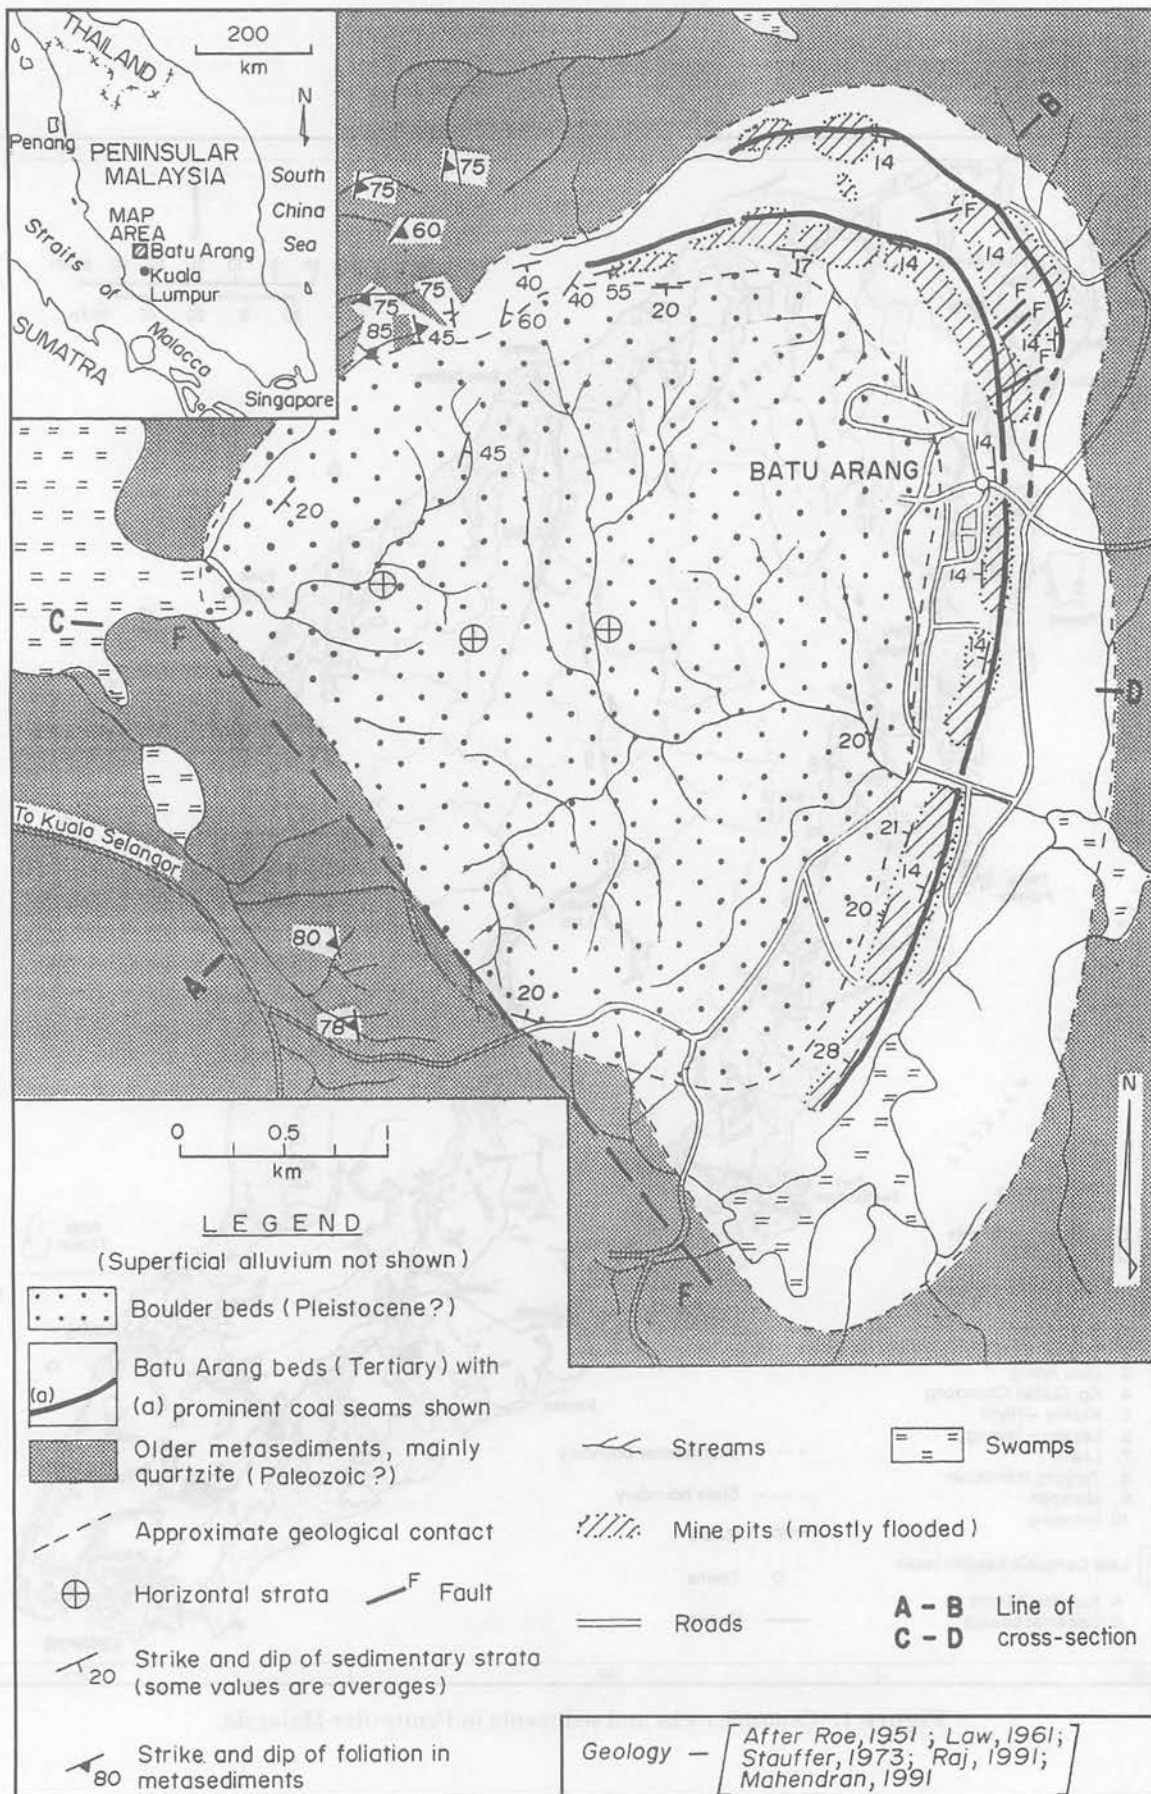 THAILAND
200
km
N
Penang
PENINSULAR
MALAYSIA
South
China
Sea
MAP
AREA
Batu Arang
Kuala
Lumpur
Straits of
Malacca
SUMATRA
Singapore
B
75
75
60
14
F
14
40
17
14
40
55
20
75
75
60
85
45
F
F
14
F
45
14
BATU ARANG
20
14
C
F
14
D
20
To Kuala Selangor
21
14
20
80
A
20
78
28
N
F
0 0.5 1
km
LEGEND
(Superficial alluvium not shown)
Boulder beds (Pleistocene?)
Batu Arang beds (Tertiary) with
(a)
(a) prominent coal seams shown
Older metasediments, mainly
quartzite (Paleozoic?)
Streams
Swamps
Approximate geological contact
Mine pits (mostly flooded)
Horizontal strata
F Fault
Roads
A - B Line of
C - D cross-section
Strike and dip of sedimentary strata
20 (some values are averages)
Strike and dip of foliation in
80 metasediments
Geology — After Roe, 1951; Law, 1961;
Stauffer, 1973; Raj, 1991;
Mahendran, 1991